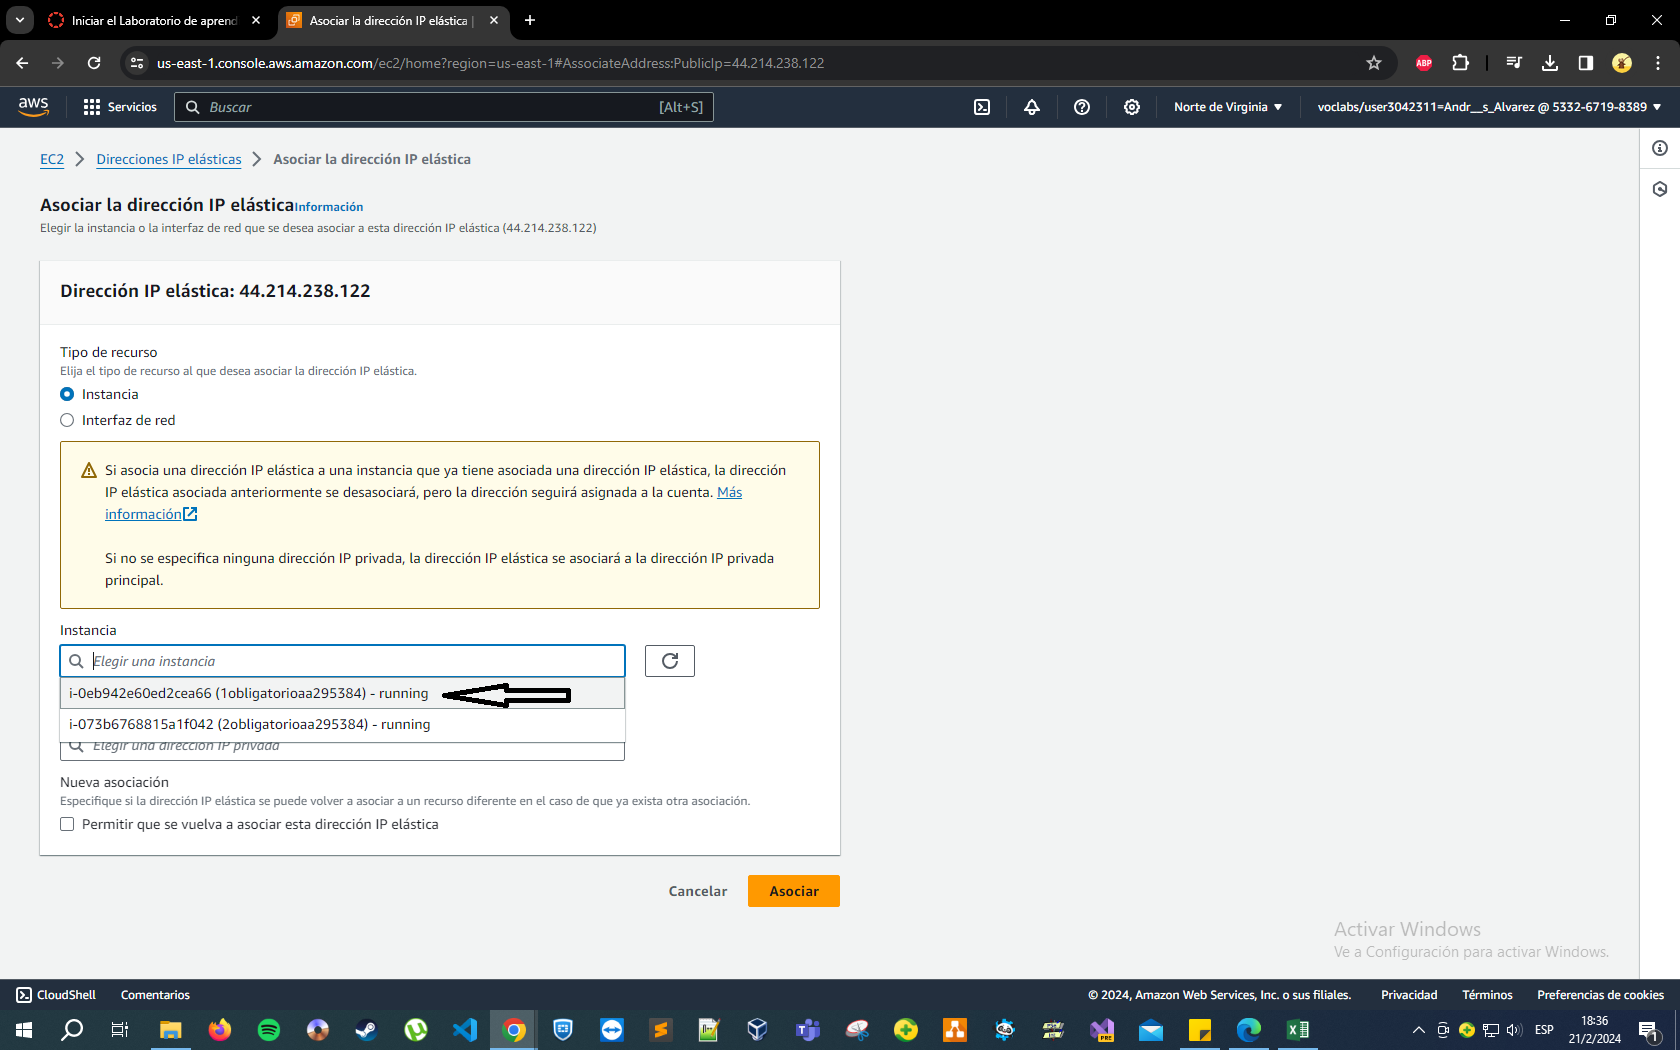 Iniciar el Laboratorio de aprend
Asociar la dirección IP elástica |
us-east-1.console.aws.amazon.com/ec2/home?region=us-east-1#AssociateAddress:PublicIp=44.214.238.122
ABP
aws
Servicios
Buscar
[Alt+S]
Norte de Virginia
voclabs/user3042311=Andr__s_Alvarez @ 5332-6719-8389
EC2
Direcciones IP elásticas
Asociar la dirección IP elástica
Asociar la dirección IP elástica Información
Elegir la instancia o la interfaz de red que se desea asociar a esta dirección IP elástica (44.214.238.122)
Dirección IP elástica: 44.214.238.122
Tipo de recurso
Elija el tipo de recurso al que desea asociar la dirección IP elástica.
Instancia
Interfaz de red
Si asocia una dirección IP elástica a una instancia que ya tiene asociada una dirección IP elástica, la dirección
IP elástica asociada anteriormente se desasociará, pero la dirección seguirá asignada a la cuenta. Más
información
Si no se especifica ninguna dirección IP privada, la dirección IP elástica se asociará a la dirección IP privada
principal.
Instancia
Elegir una instancia
i-0eb942e60ed2cea66 (1obligatorioaa295384) - running
i-073b6768815a1f042 (2obligatorioaa295384) - running
Elegir una dirección IP privada
Nueva asociación
Especifique si la dirección IP elástica se puede volver a asociar a un recurso diferente en el caso de que ya exista otra asociación.
Permitir que se vuelva a asociar esta dirección IP elástica
Cancelar
Asociar
Activar Windows
Ve a Configuración para activar Windows.
CloudShell
Comentarios
© 2024, Amazon Web Services, Inc. o sus filiales.
Privacidad
Términos
Preferencias de cookies
PRE
ESP
18:36
21/2/2024
1